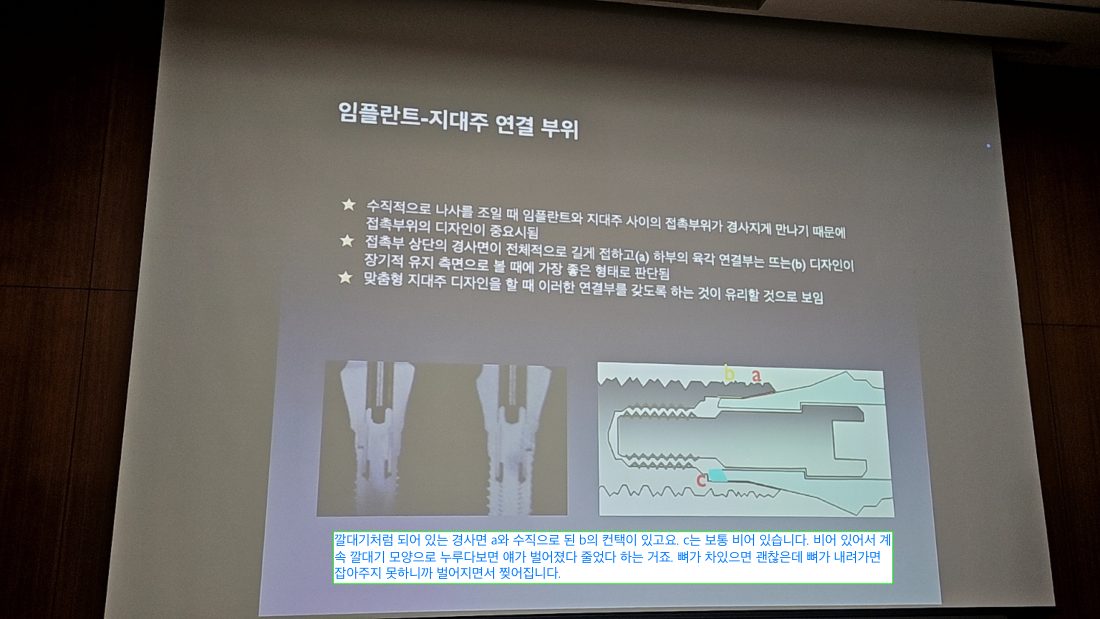 임플란트-지대주 연결 부위
수직적으로 나사를 조일 때 임플란트와 지대주 사이의 접촉부위가 경사지게 만나기 때문에
접촉부위의 디자인이 중요시됨
접촉부 상단의 경사면이 전체적으로 길게 접하고(a) 하부의 육각 연결부는 뜨는(b) 디자인이
장기적 유지 측면으로 볼 때에 가장 좋은 형태로 판단됨
맞춤형 지대주 디자인을 할 때 이러한 연결부를 갖도록 하는 것이 유리할 것으로 보임
b a
c
깔대기처럼 되어 있는 경사면 a와 수직으로 된 b의 컨택이 있고요. c는 보통 비어 있습니다. 비어 있어서 계
속 깔대기 모양으로 누루다보면 얘가 벌어졌다 줄었다 하는 거죠. 뼈가 차있으면 괜찮은데 뼈가 내려가면
잡아주지 못하니까 벌어지면서 찢어집니다.